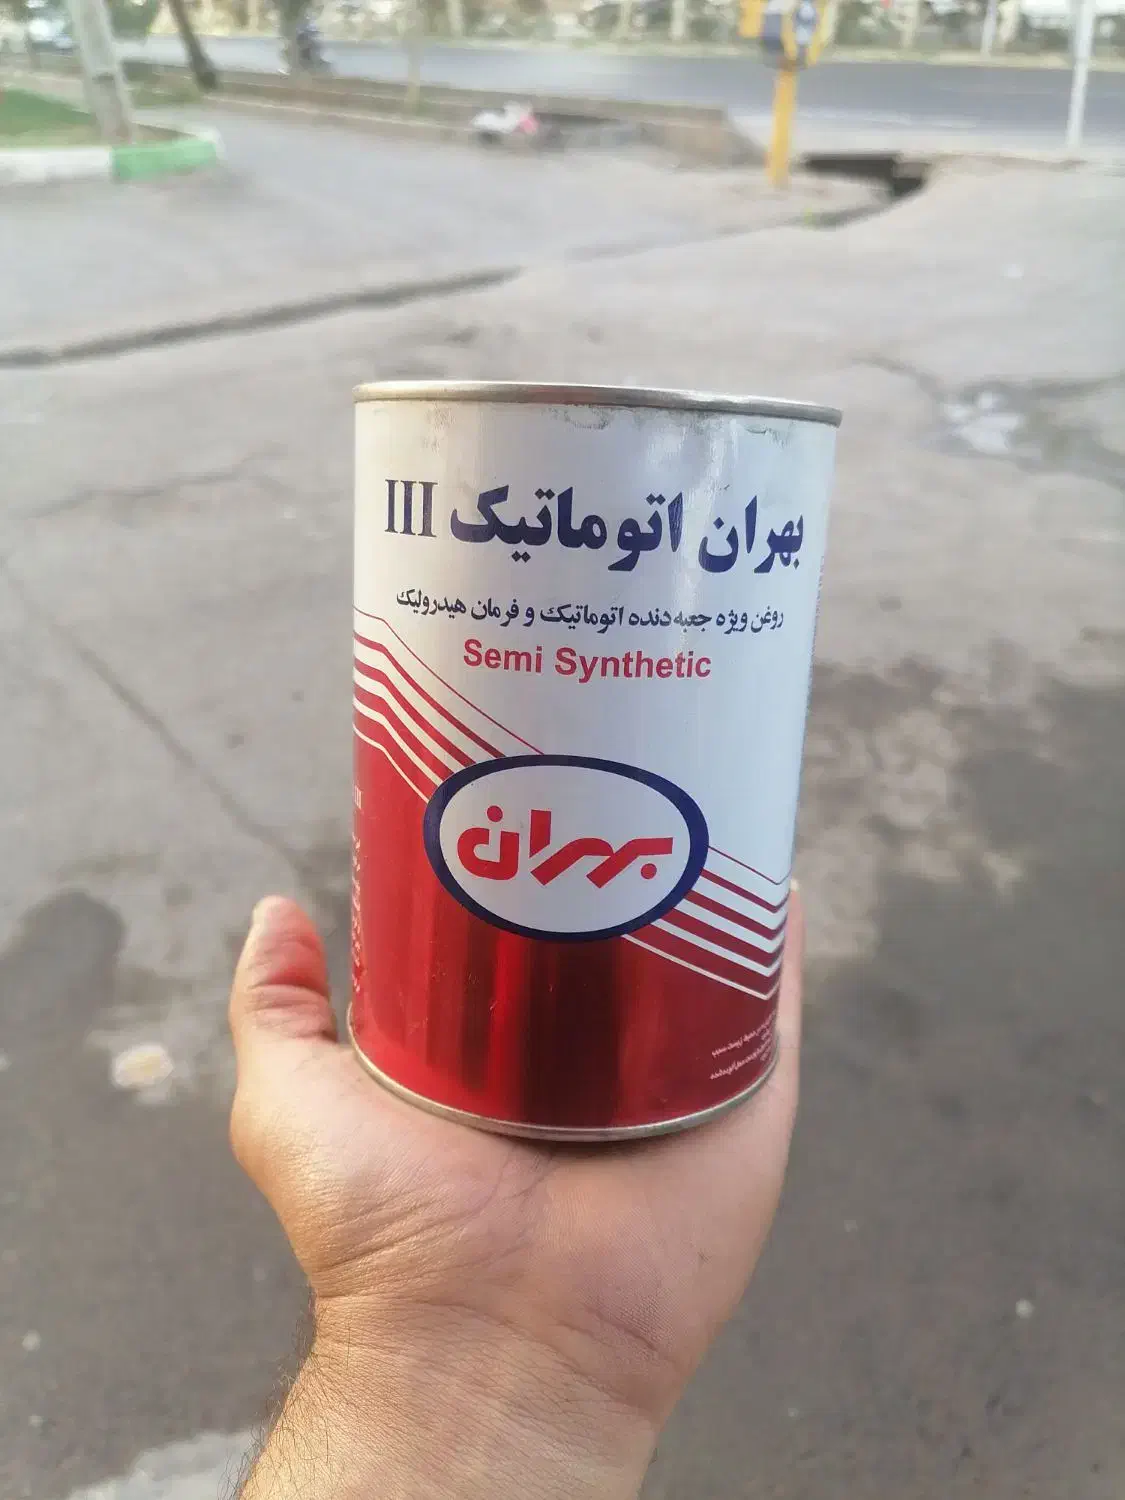 بهران اتوماتیک III
روغن ویژه جعبه دنده اتوماتیک و فرمان هیدرولیک
Semi Synthetic
بهران